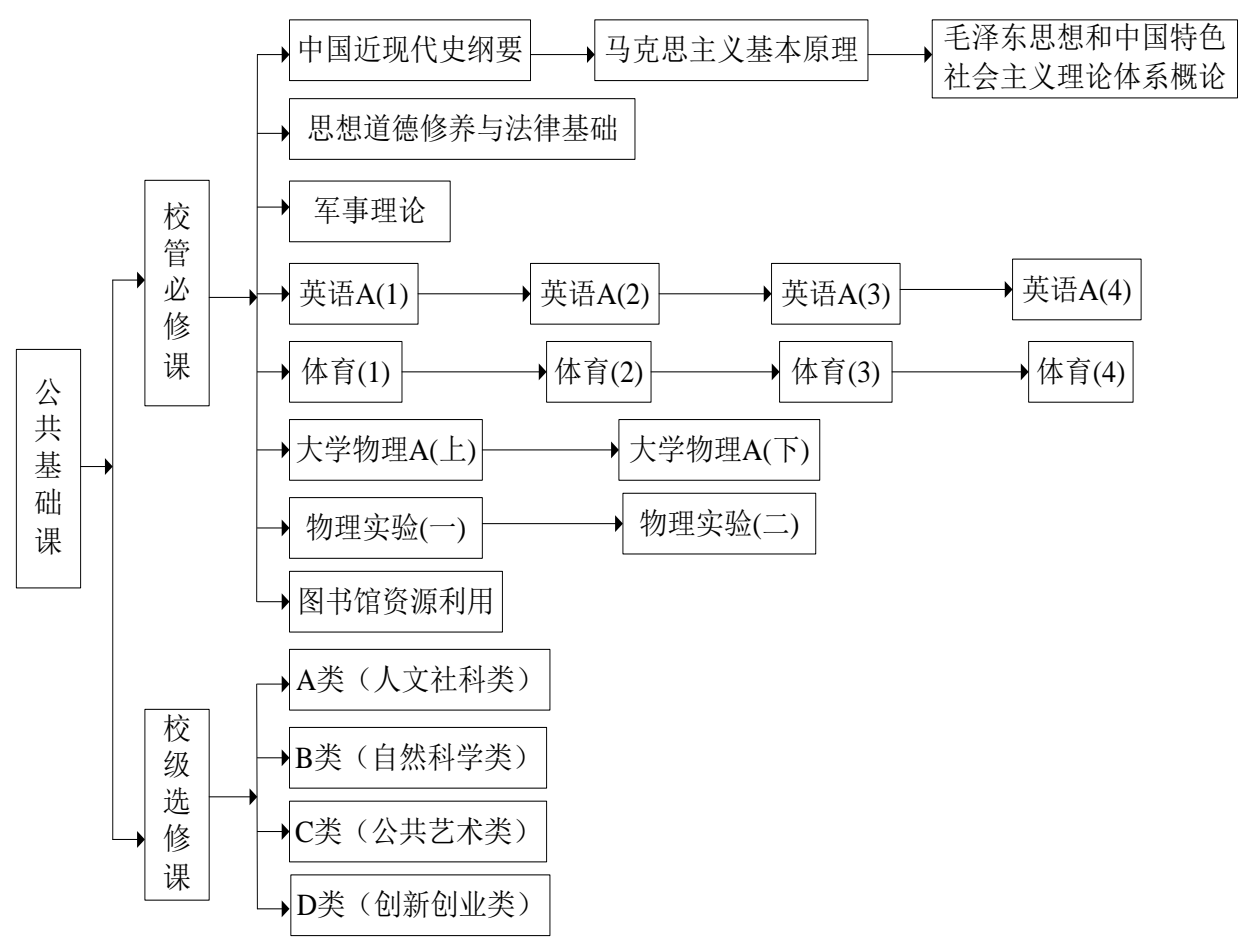 公共基础课
校管必修课
中国近现代史纲要
马克思主义基本原理
毛泽东思想和中国特色
社会主义理论体系概论
思想道德修养与法律基础
军事理论
英语A(1)
英语A(2)
英语A(3)
英语A(4)
体育(1)
体育(2)
体育(3)
体育(4)
大学物理A(上)
大学物理A(下)
物理实验(一)
物理实验(二)
图书馆资源利用
校级选修课
A类（人文社科类）
B类（自然科学类）
C类（公共艺术类）
D类（创新创业类）